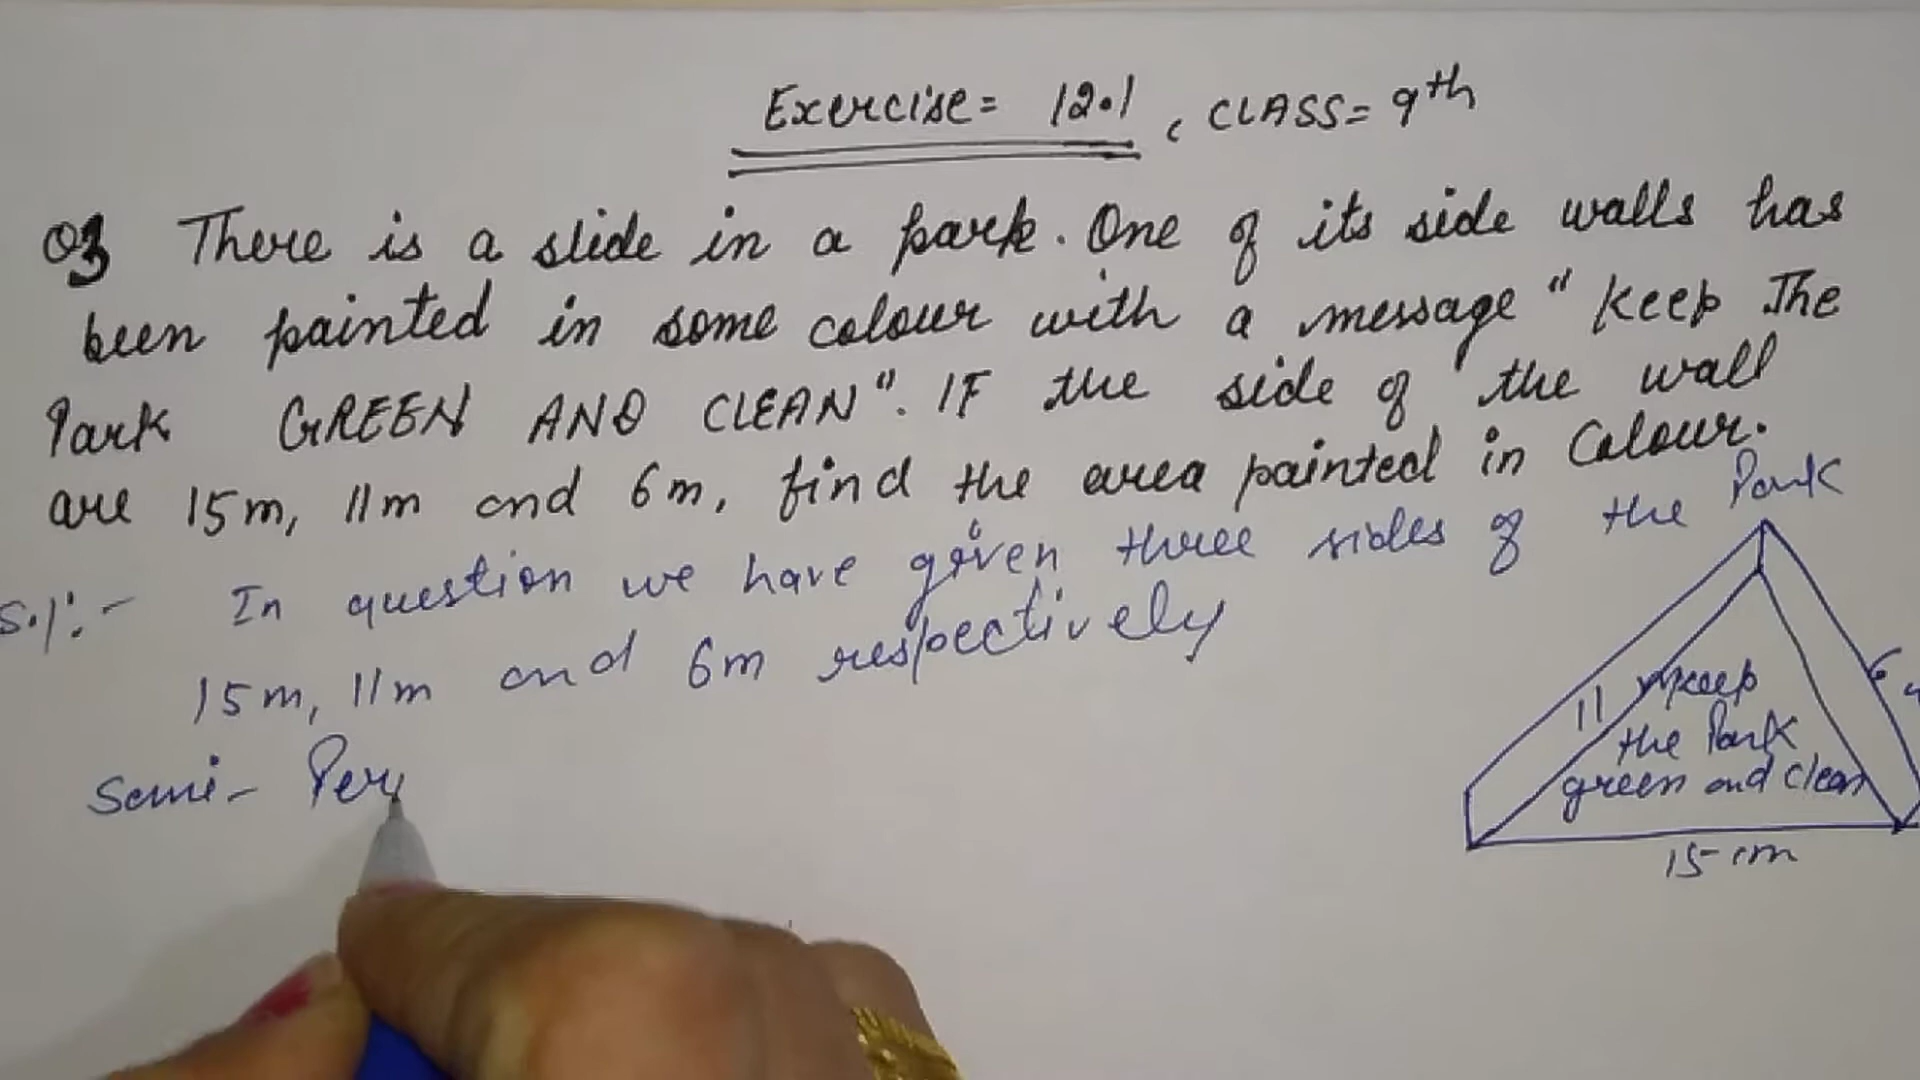 Exercise = 12.1, CLASS = 9th
Q3 There is a slide in a park. One of its side walls has
been painted in some colour with a message "Keep The
Park GREEN AND CLEAN". IF the side of the wall
are 15m, 11m and 6m, find the area painted in Colour.
Sol:- In question we have given three sides of the Park
15m, 11m and 6m respectively
Semi- Per
11
6
keep
the Park
green and clean
15 cm